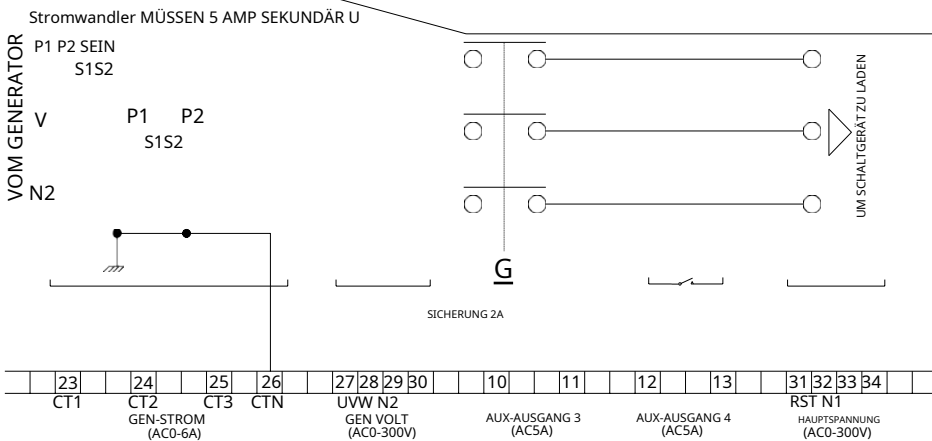 Stromwandler MÜSSEN 5 AMP SEKUNDÄR U
P1 P2 SEIN
S1S2
VOM GENERATOR
V
P1 P2
S1S2
N2
UM SCHALTGERÄT ZU LADEN
G
SICHERUNG 2A
23 24 25 26 27 28 29 30 10 11 12 13 31 32 33 34
CT1 CT2 CT3 CTN UVW N2 RST N1
GEN-STROM
(AC0-6A)
GEN VOLT
(AC0-300V)
AUX-AUSGANG 3
(AC5A)
AUX-AUSGANG 4
(AC5A)
HAUPTSPANNUNG
(AC0-300V)